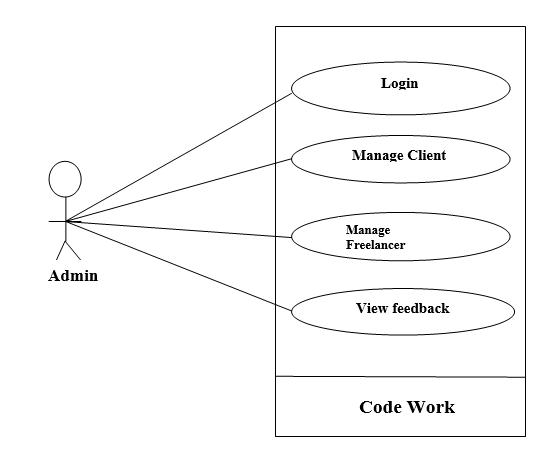 Login
Manage Client
Manage
Freelancer
Admin
View feedback
Code Work